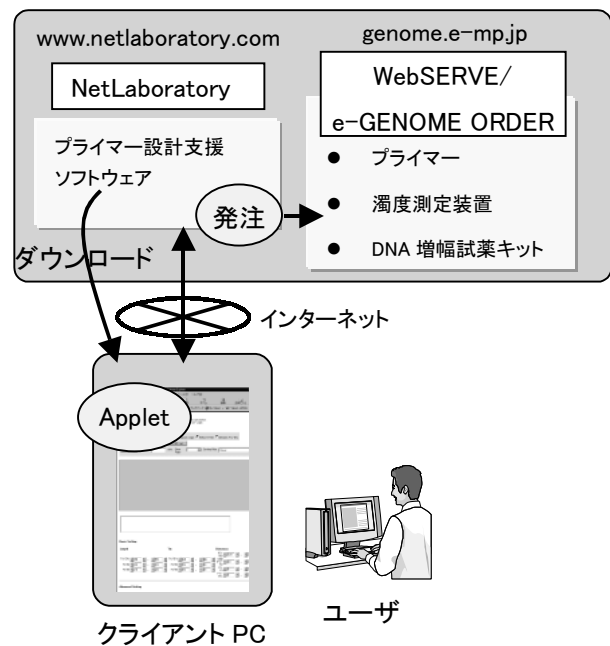 www.netlaboratory.com
genome.e-mp.jp
NetLaboratory
WebSERVE/
e-GENOME ORDER
プライマー設計支援
ソフトウェア
発注
● プライマー
● 濁度測定装置
● DNA 増幅試薬キット
ダウンロード
インターネット
Applet
クライアント PC
ユーザ